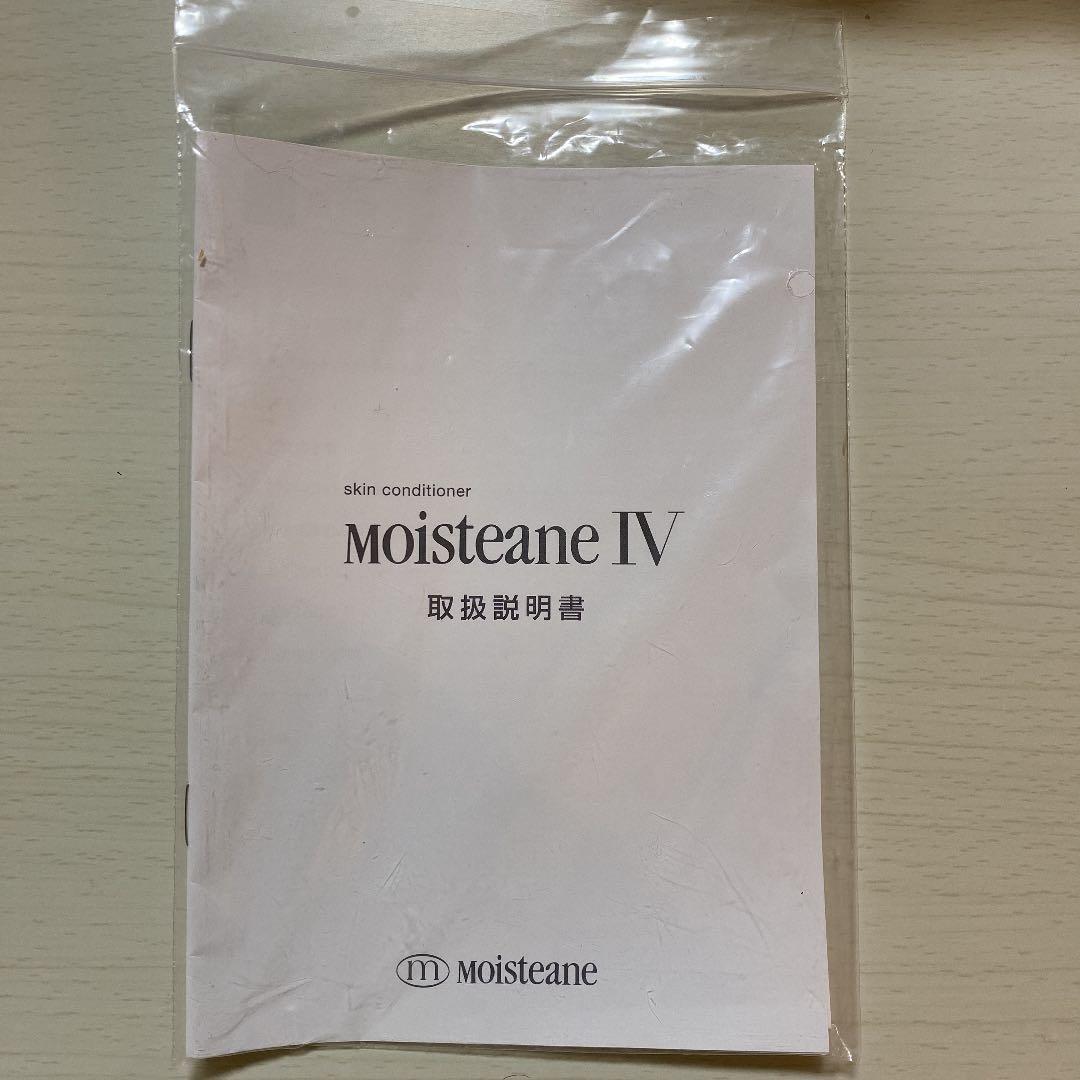 skin conditioner
Moisteane IV
取扱説明書
m Moisteane